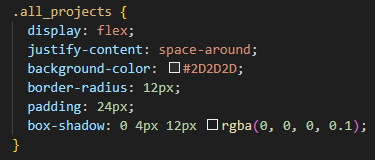 .all_projects {
display: flex;
justify-content: space-around;
background-color: #2D2D2D;
border-radius: 12px;
padding: 24px;
box-shadow: 0 4px 12px rgba(0, 0, 0, 0.1);
}